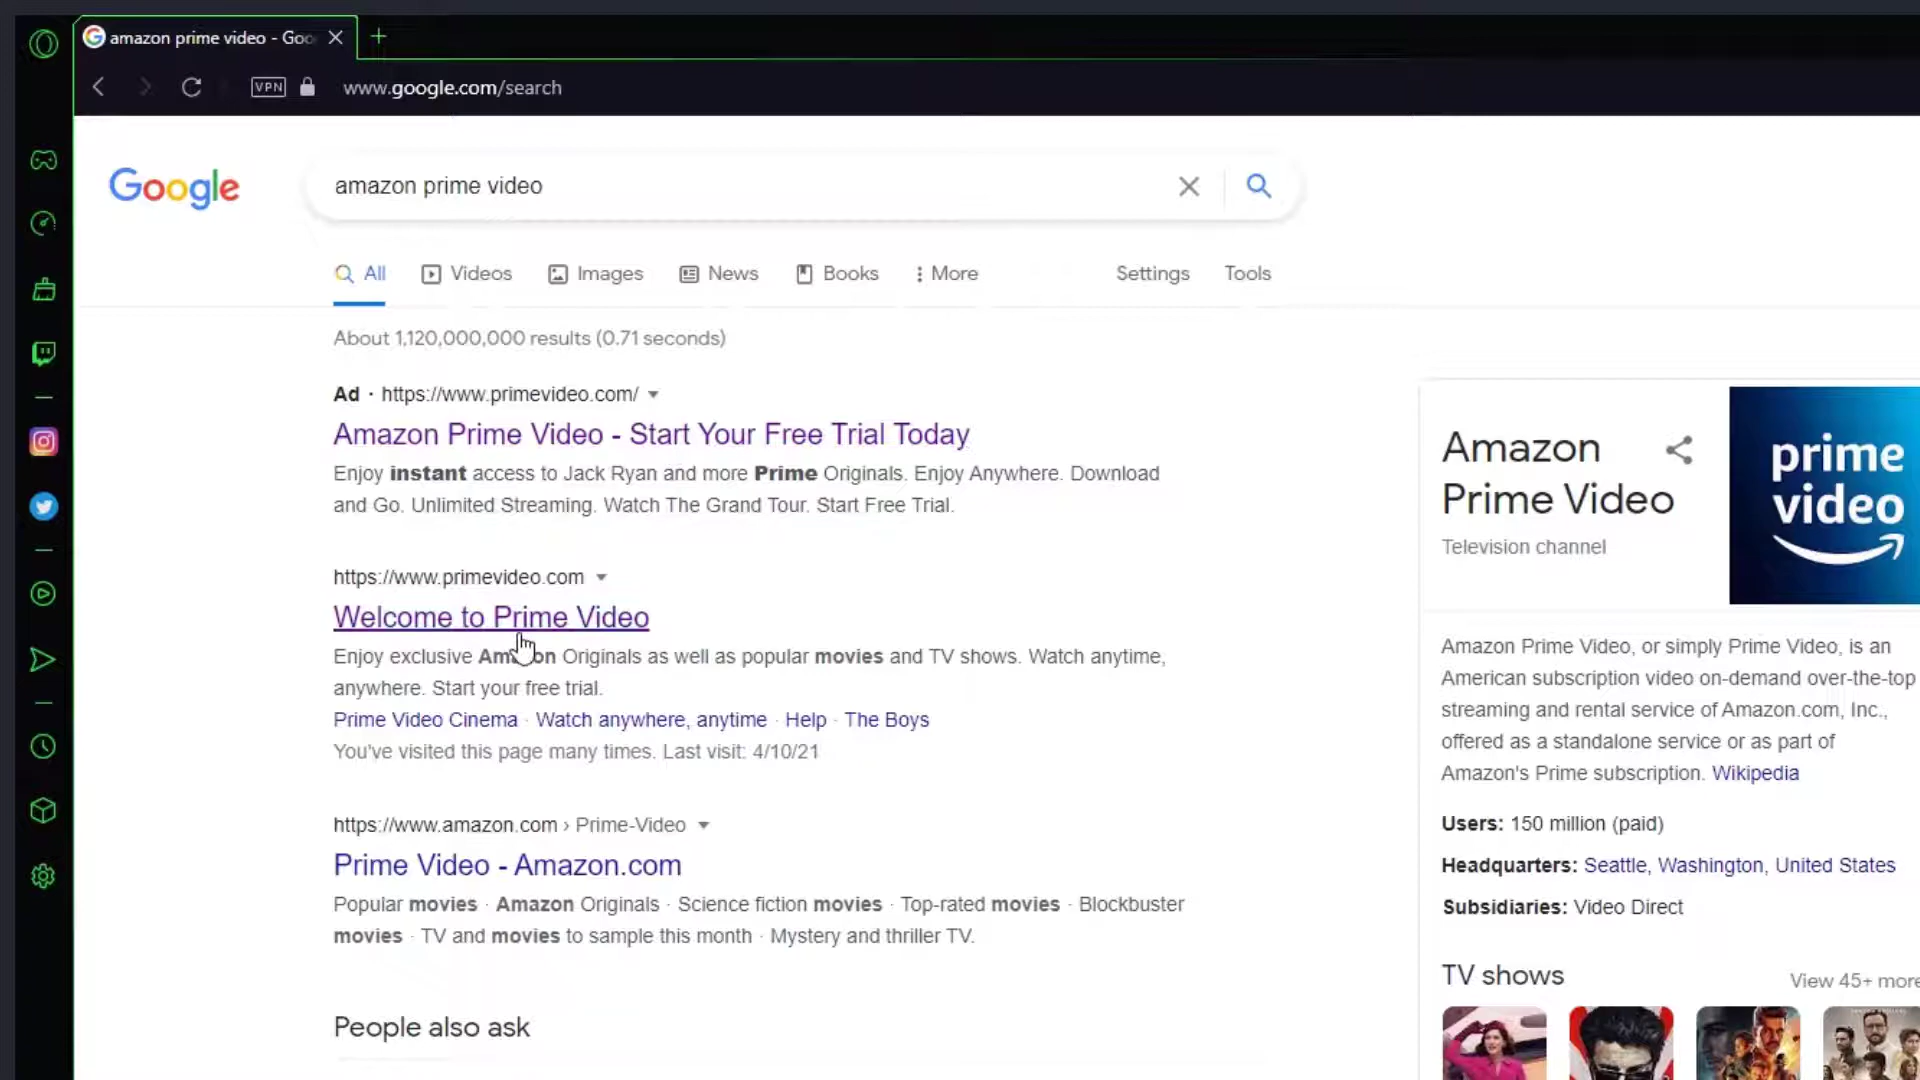 amazon prime video - Goo
VPN
www.google.com/search
Google
amazon prime video
All
Videos
Images
News
Books
More
Settings
Tools
About 1,120,000,000 results (0.71 seconds)
Ad · https://www.primevideo.com/
Amazon Prime Video - Start Your Free Trial Today
Enjoy instant access to Jack Ryan and more Prime Originals. Enjoy Anywhere. Download
and Go. Unlimited Streaming. Watch The Grand Tour. Start Free Trial.
https://www.primevideo.com
Welcome to Prime Video
Enjoy exclusive Amazon Originals as well as popular movies and TV shows. Watch anytime,
anywhere. Start your free trial.
Prime Video Cinema · Watch anywhere, anytime · Help · The Boys
You've visited this page many times. Last visit: 4/10/21
https://www.amazon.com › Prime-Video
Prime Video - Amazon.com
Popular movies · Amazon Originals · Science fiction movies · Top-rated movies · Blockbuster
movies · TV and movies to sample this month · Mystery and thriller TV.
People also ask
Amazon
Prime Video
Television channel
prime
video
Amazon Prime Video, or simply Prime Video, is an
American subscription video on-demand over-the-top
streaming and rental service of Amazon.com, Inc.,
offered as a standalone service or as part of
Amazon's Prime subscription. Wikipedia
Users: 150 million (paid)
Headquarters: Seattle, Washington, United States
Subsidiaries: Video Direct
TV shows
View 45+ more